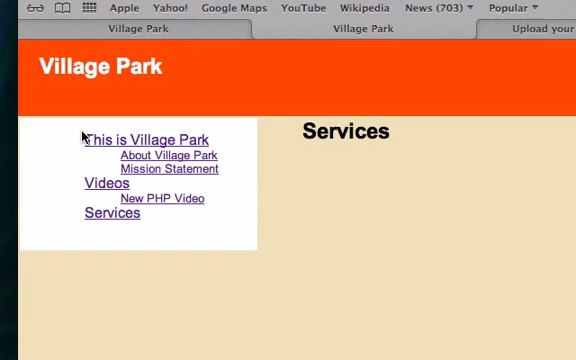 Apple Yahoo! Google Maps YouTube Wikipedia News (703) Popular
Village Park Village Park Upload your
Village Park
This is Village Park
About Village Park
Mission Statement
Videos
New PHP Video
Services
Services